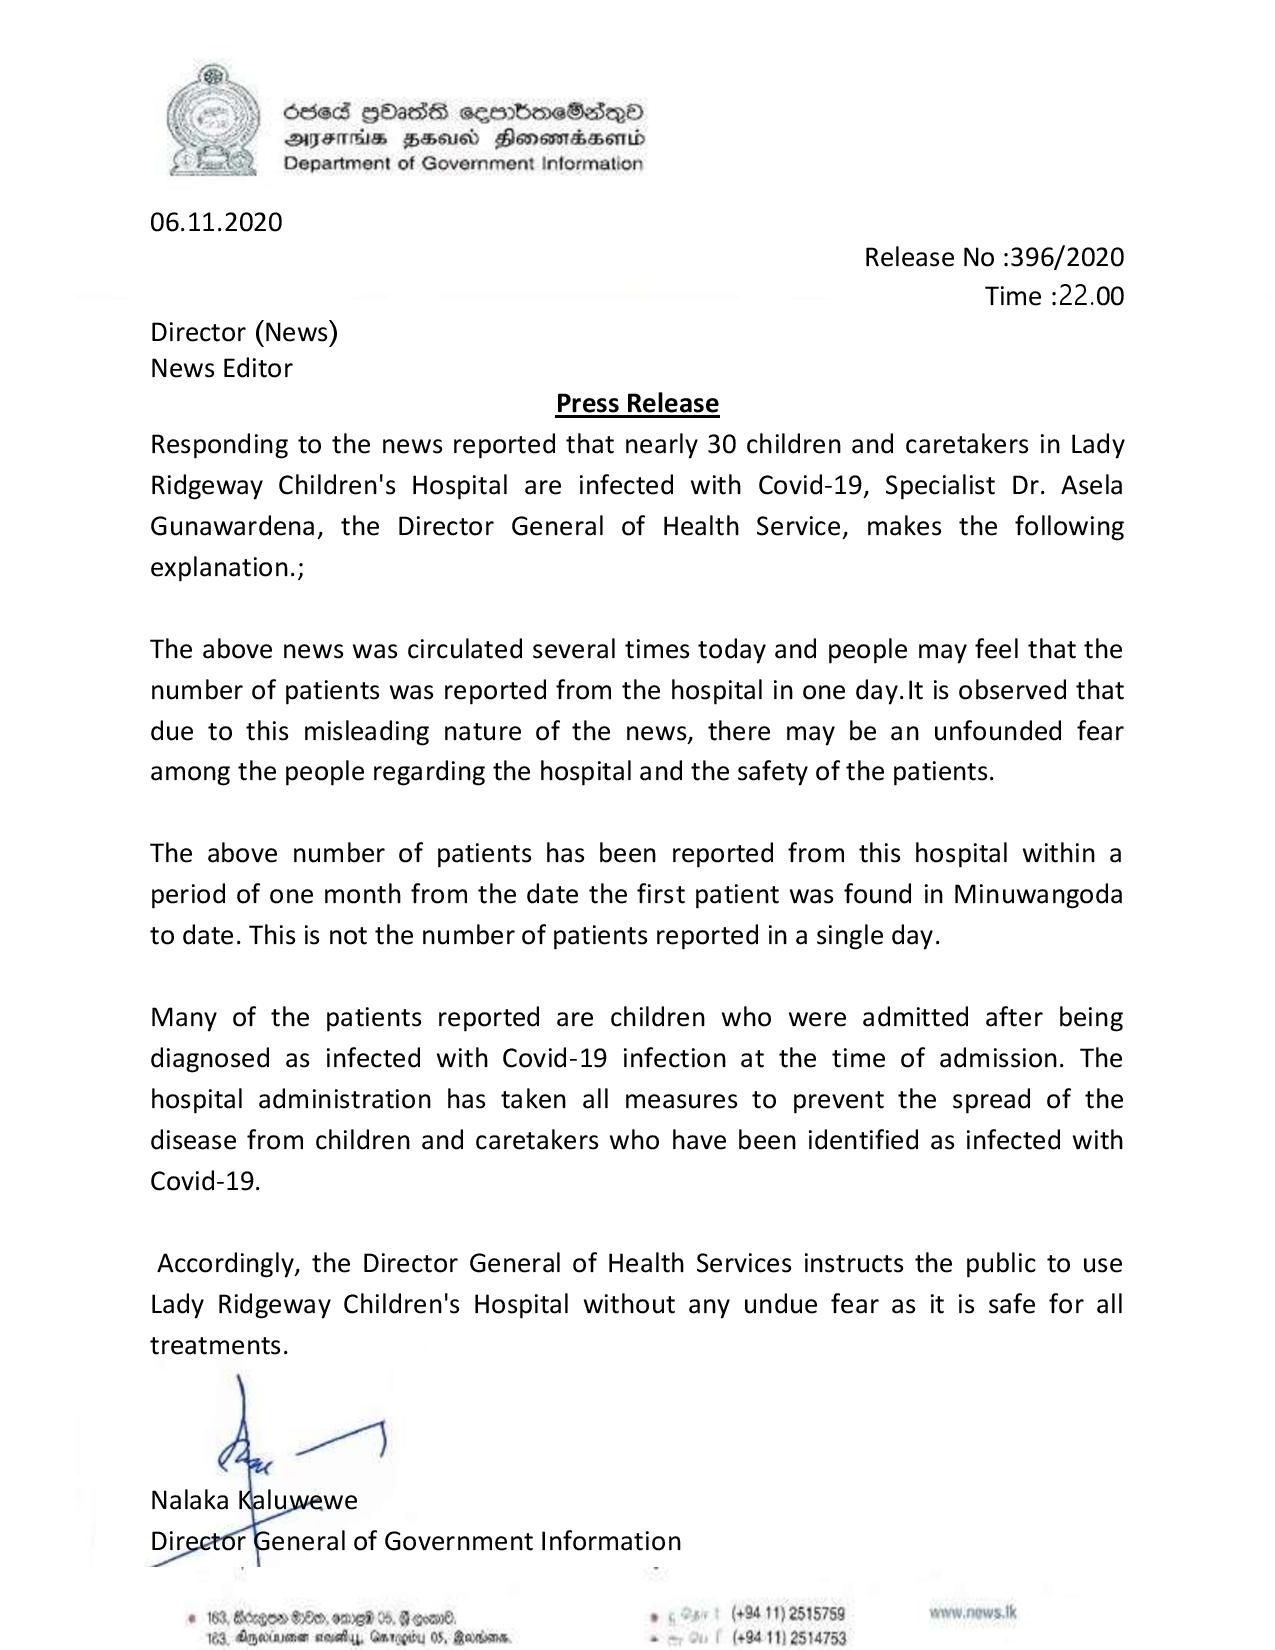 රජයේ ප්‍රවෘත්ති දෙපාර්තමේන්තුව
அரசாங்க தகவல் திணைக்களம்
Department of Government Information
06.11.2020
Release No :396/2020
Time :22.00
Director (News)
News Editor
Press Release
Responding to the news reported that nearly 30 children and caretakers in Lady
Ridgeway Children's Hospital are infected with Covid-19, Specialist Dr. Asela
Gunawardena, the Director General of Health Service, makes the following
explanation.;
The above news was circulated several times today and people may feel that the
number of patients was reported from the hospital in one day.It is observed that
due to this misleading nature of the news, there may be an unfounded fear
among the people regarding the hospital and the safety of the patients.
The above number of patients has been reported from this hospital within a
period of one month from the date the first patient was found in Minuwangoda
to date. This is not the number of patients reported in a single day.
Many of the patients reported are children who were admitted after being
diagnosed as infected with Covid-19 infection at the time of admission. The
hospital administration has taken all measures to prevent the spread of the
disease from children and caretakers who have been identified as infected with
Covid-19.
Accordingly, the Director General of Health Services instructs the public to use
Lady Ridgeway Children's Hospital without any undue fear as it is safe for all
treatments.
Nalaka Kaluwewe
Director General of Government Information
163, කිරුලපන මාවත, කොළඹ 05, ශ්‍රී ලංකාව.
163, கிருலப்பனை எவனியூ, கொழும்பு 05, இலங்கை.
(+94 11) 2515759
(+94 11) 2514753
www.news.lk